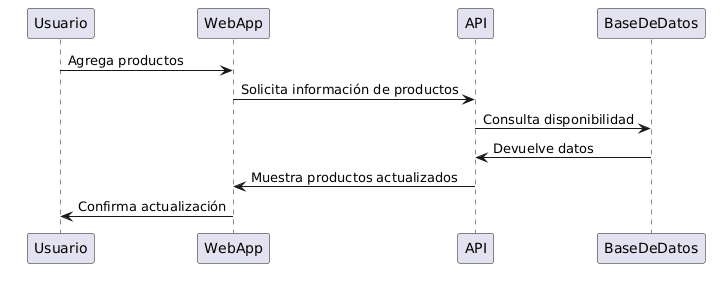 Usuario
WebApp
API
BaseDeDatos
Agrega productos
Solicita información de productos
Consulta disponibilidad
Devuelve datos
Muestra productos actualizados
Confirma actualización
Usuario
WebApp
API
BaseDeDatos